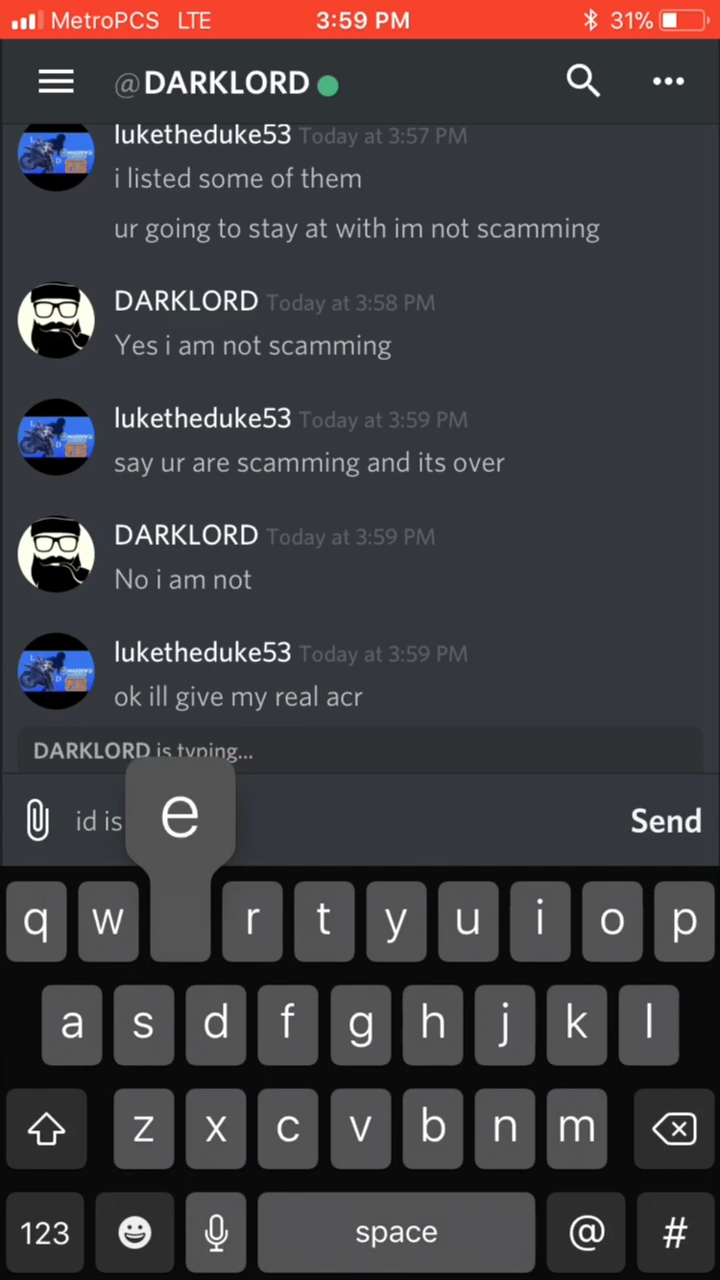 MetroPCS LTE 3:59 PM 31%
@DARKLORD
luketheduke53 Today at 3:57 PM
i listed some of them
ur going to stay at with im not scamming
DARKLORD Today at 3:58 PM
Yes i am not scamming
luketheduke53 Today at 3:59 PM
say ur are scamming and its over
DARKLORD Today at 3:59 PM
No i am not
luketheduke53 Today at 3:59 PM
ok ill give my real acr
DARKLORD is typing...
id is e Send
q w r t y u i o p
a s d f g h j k l
z x c v b n m
123 space @ #